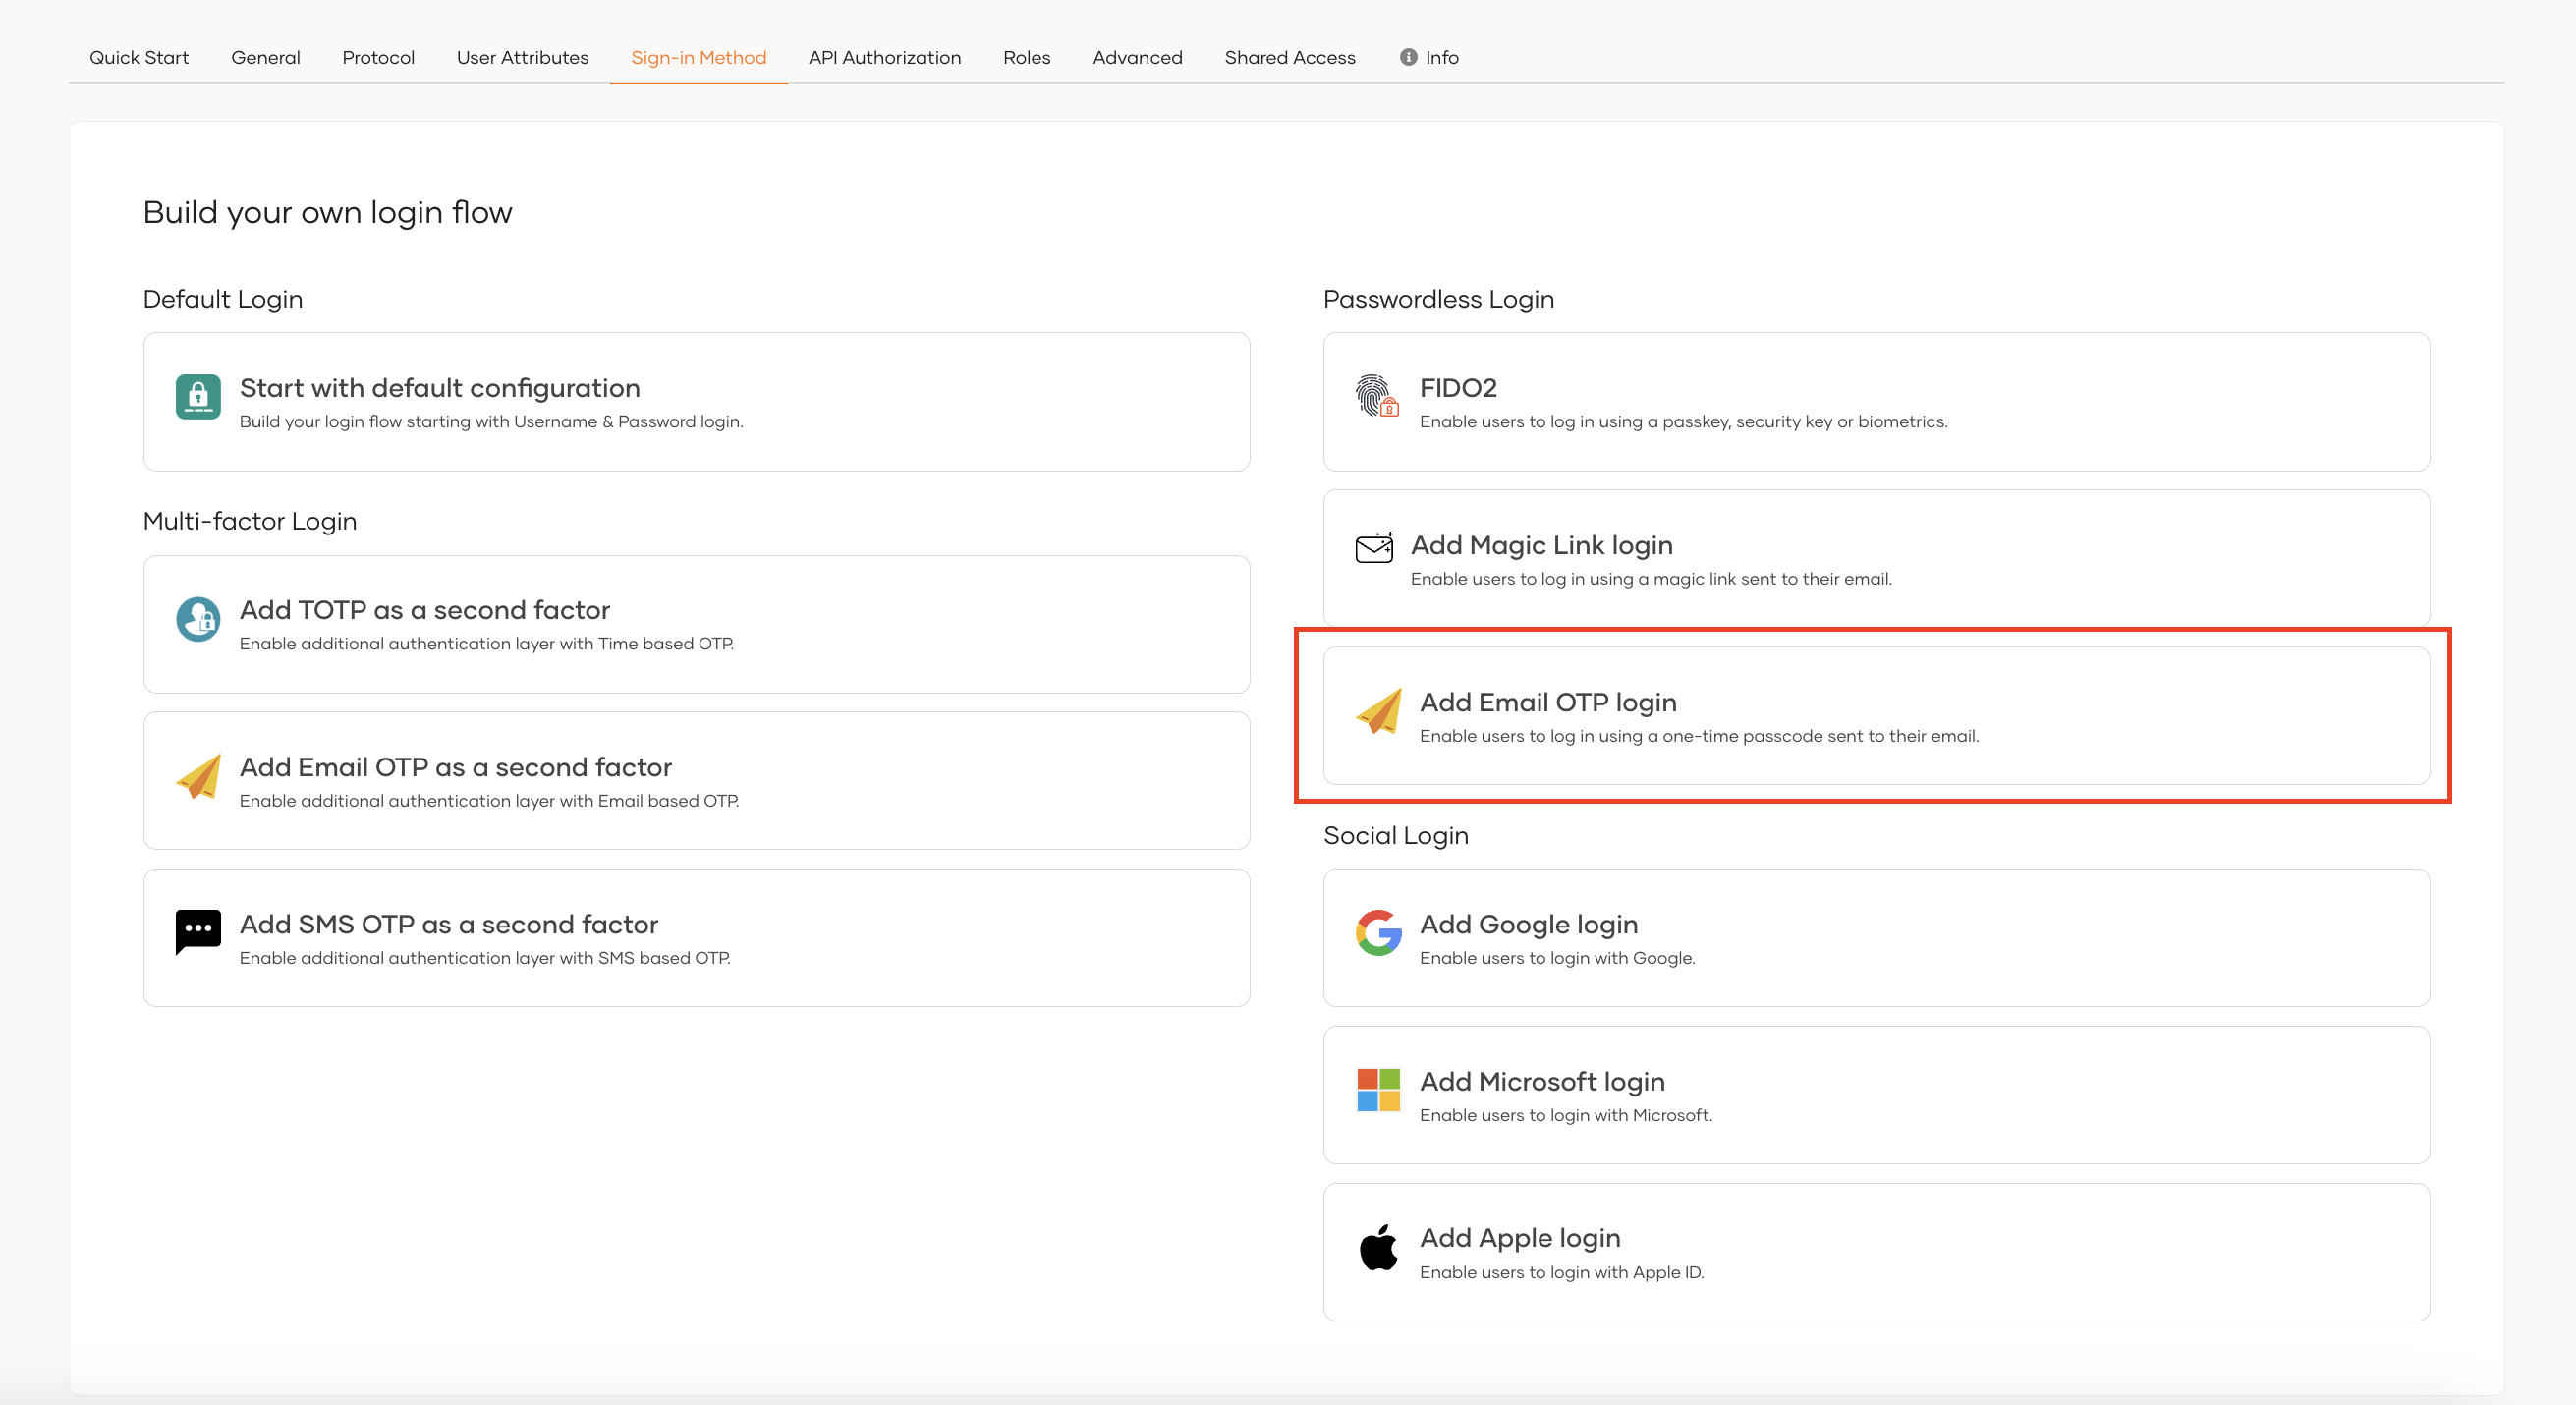 Quick Start General Protocol User Attributes Sign-in Method API Authorization Roles Advanced Shared Access Info
Build your own login flow
Default Login
Start with default configuration
Build your login flow starting with Username & Password login.
Multi-factor Login
Add TOTP as a second factor
Enable additional authentication layer with Time based OTP.
Add Email OTP as a second factor
Enable additional authentication layer with Email based OTP.
Add SMS OTP as a second factor
Enable additional authentication layer with SMS based OTP.
Passwordless Login
FIDO2
Enable users to log in using a passkey, security key or biometrics.
Add Magic Link login
Enable users to log in using a magic link sent to their email.
Add Email OTP login
Enable users to log in using a one-time passcode sent to their email.
Social Login
Add Google login
Enable users to login with Google.
Add Microsoft login
Enable users to login with Microsoft.
Add Apple login
Enable users to login with Apple ID.